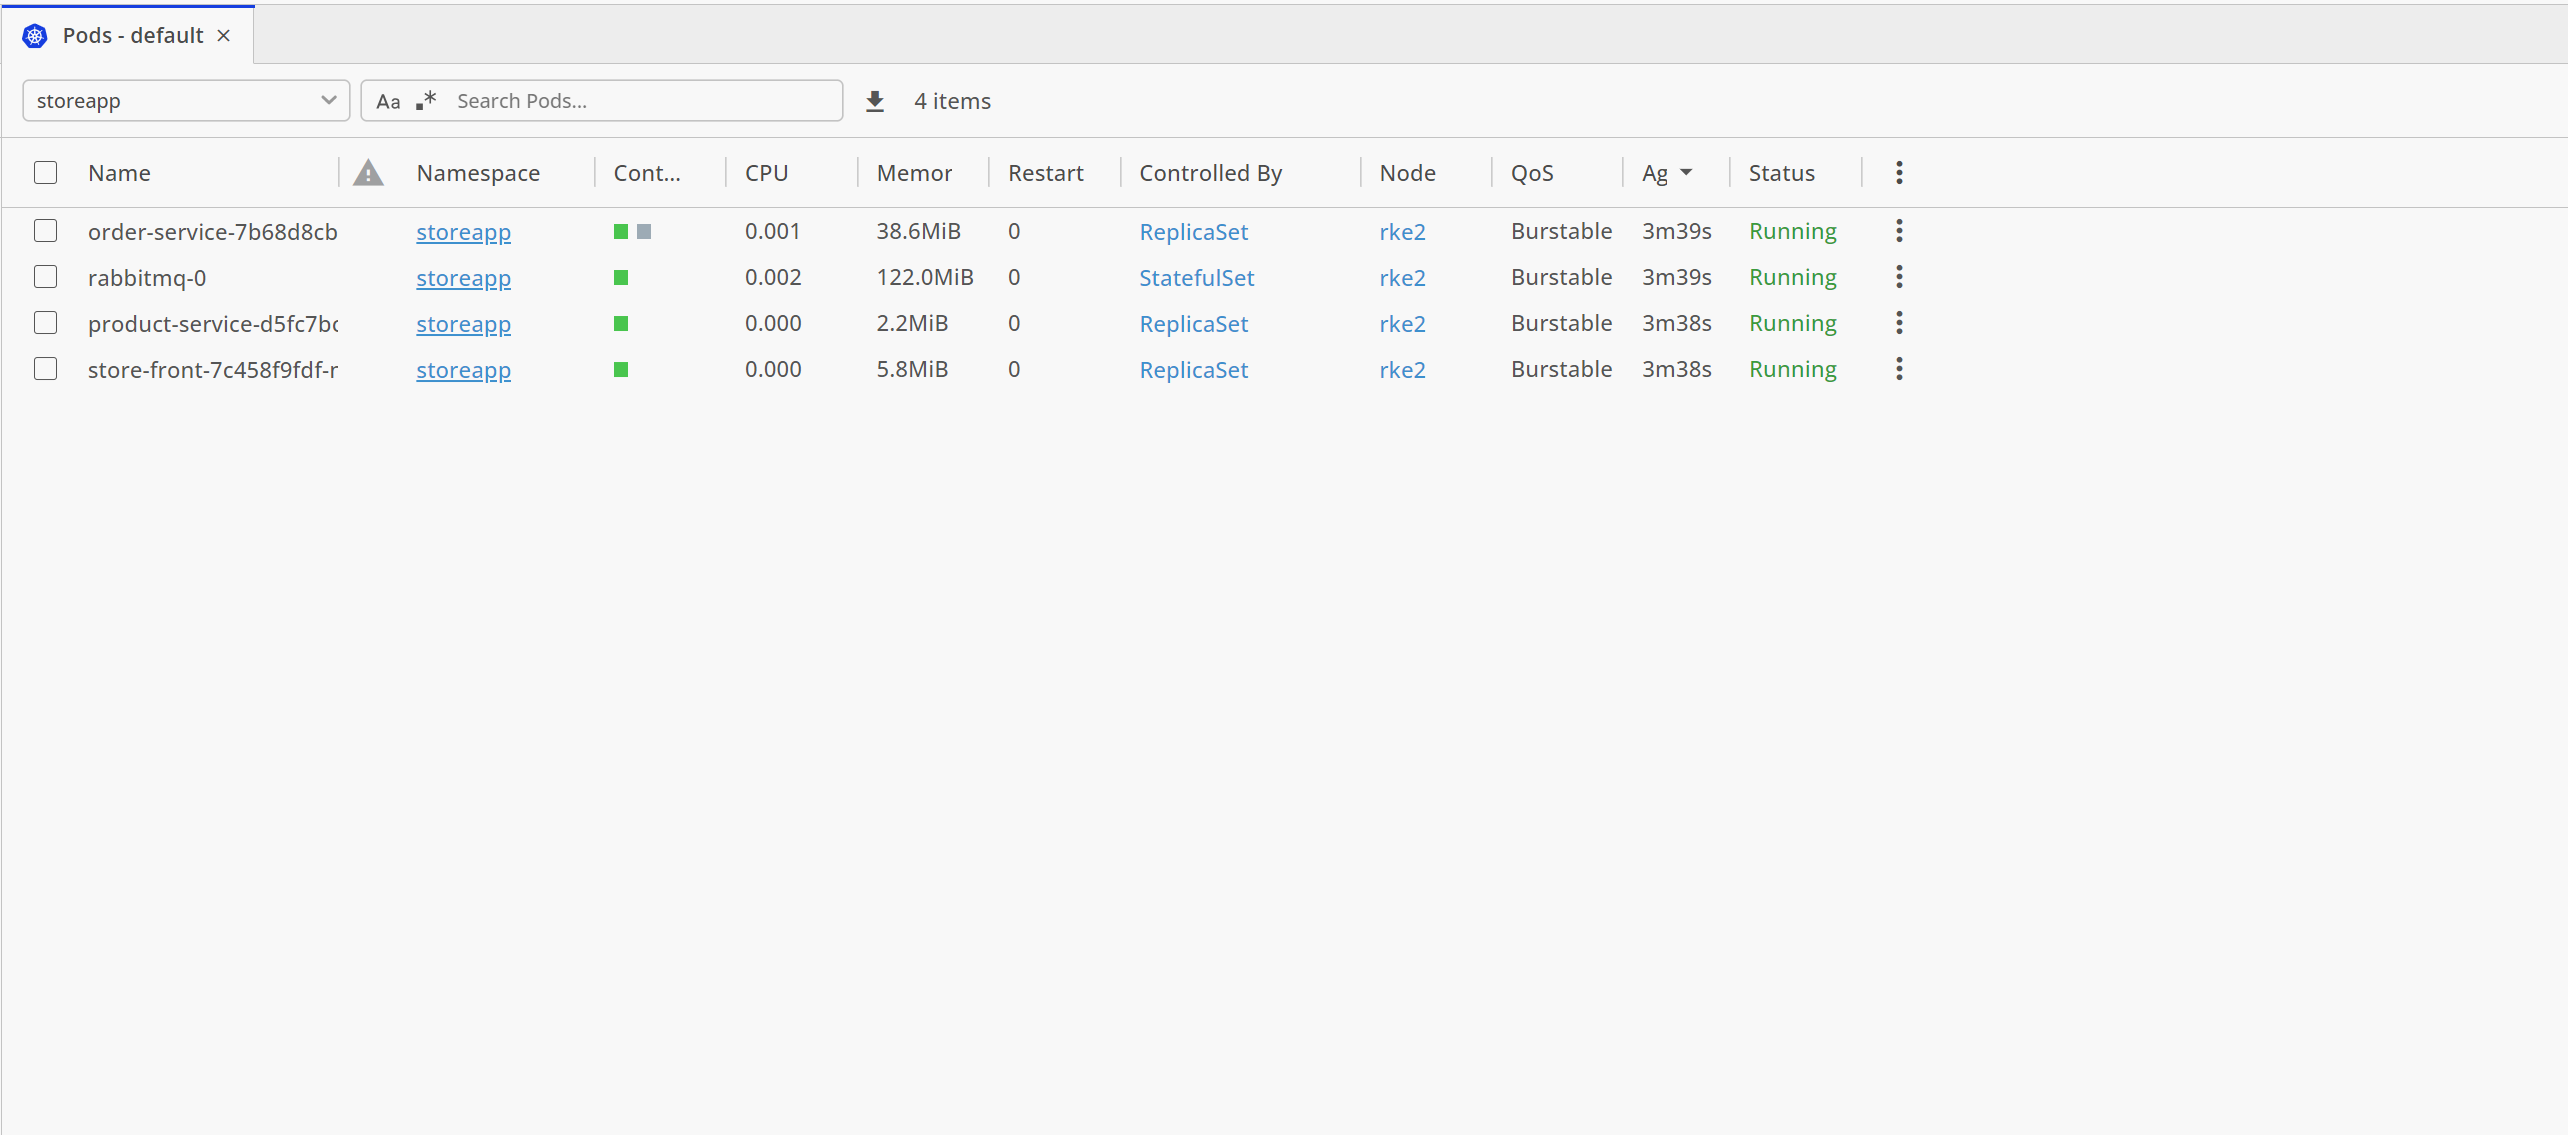 Pods - default
storeapp Aa .* Search Pods... 4 items
Name Namespace Cont... CPU Memor Restart Controlled By Node QoS Ag Status
order-service-7b68d8cb storeapp 0.001 38.6MiB 0 ReplicaSet rke2 Burstable 3m39s Running
rabbitmq-0 storeapp 0.002 122.0MiB 0 StatefulSet rke2 Burstable 3m39s Running
product-service-d5fc7bc storeapp 0.000 2.2MiB 0 ReplicaSet rke2 Burstable 3m38s Running
store-front-7c458f9fdf-r storeapp 0.000 5.8MiB 0 ReplicaSet rke2 Burstable 3m38s Running